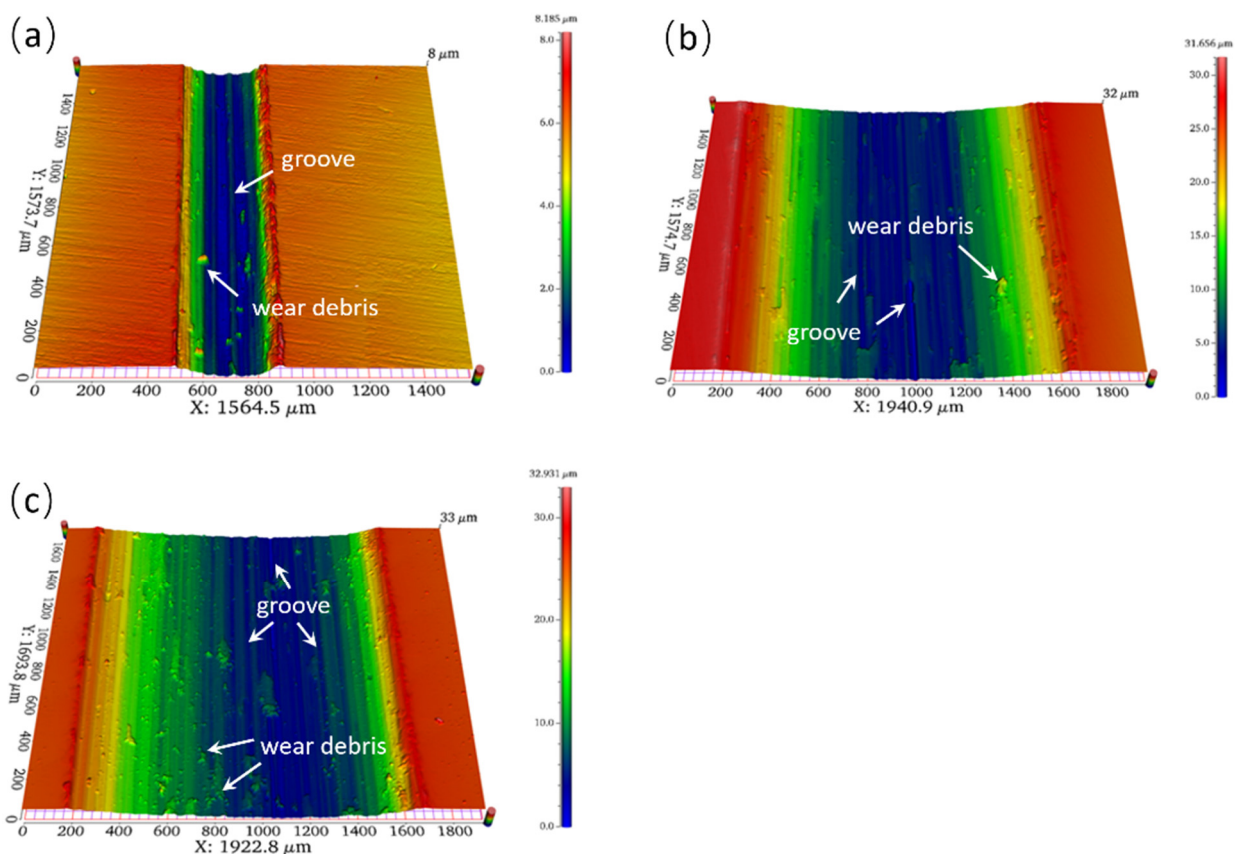 (a)
8.185 μm
8.0
6.0
4.0
2.0
0.0
8 μm
groove
wear debris
Y: 1573.7 μm
1400
1200
1000
800
600
400
200
0
0 200 400 600 800 1000 1200 1400
X: 1564.5 μm
(b)
31.656 μm
30.0
25.0
20.0
15.0
10.0
5.0
0.0
32 μm
wear debris
groove
Y: 1574.7 μm
1400
1200
1000
800
600
400
200
0
0 200 400 600 800 1000 1200 1400 1600 1800
X: 1940.9 μm
(c)
32.931 μm
30.0
20.0
10.0
0.0
33 μm
groove
wear debris
Y: 1693.8 μm
1600
1400
1200
1000
800
600
400
200
0
0 200 400 600 800 1000 1200 1400 1600 1800
X: 1922.8 μm